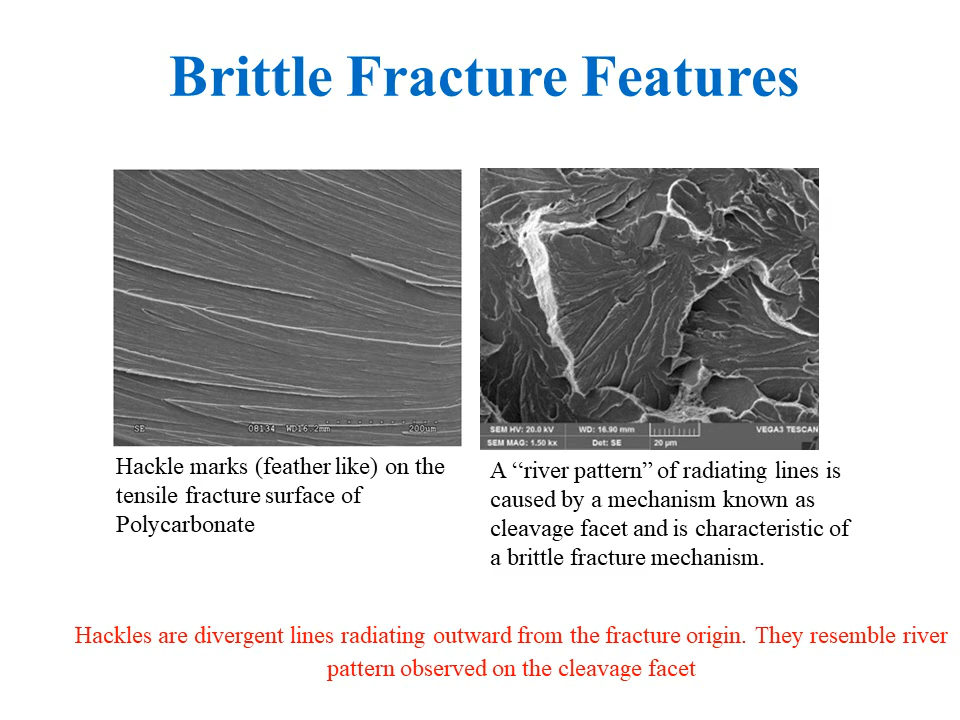 Brittle Fracture Features
SE 08134 WD16.2mm 200um
SEM HV: 20.0 kV WD: 16.90 mm VEGA3 TESCAN
SEM MAG: 1.50 kx Det: SE 20 µm
Hackle marks (feather like) on the
tensile fracture surface of
Polycarbonate
A “river pattern” of radiating lines is
caused by a mechanism known as
cleavage facet and is characteristic of
a brittle fracture mechanism.
Hackles are divergent lines radiating outward from the fracture origin. They resemble river
pattern observed on the cleavage facet